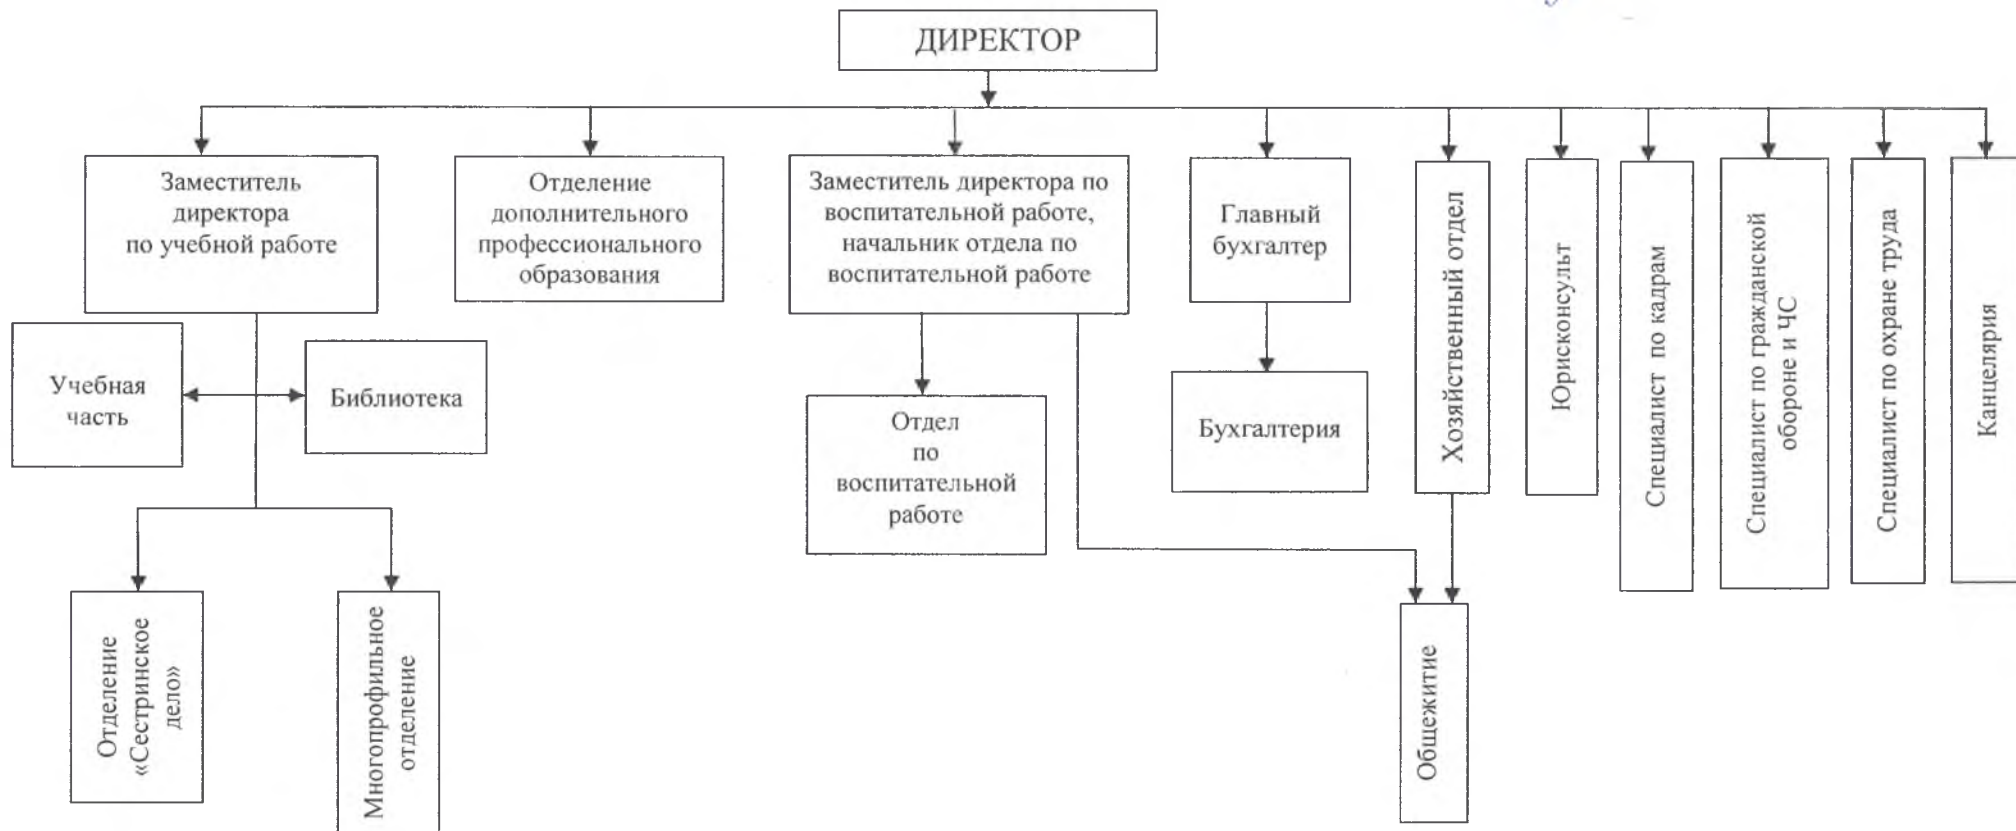 ДИРЕКТОР
Заместитель
директора
по учебной работе
Отделение
дополнительного
профессионального
образования
Заместитель директора по
воспитательной работе,
начальник отдела по
воспитательной работе
Главный
бухгалтер
Хозяйственный отдел
Юрисконсульт
Специалист по кадрам
Специалист по гражданской
обороне и ЧС
Специалист по охране труда
Канцелярия
Учебная
часть
Библиотека
Отдел
по
воспитательной
работе
Бухгалтерия
Отделение
«Сестринское
дело»
Многопрофильное
отделение
Общежитие